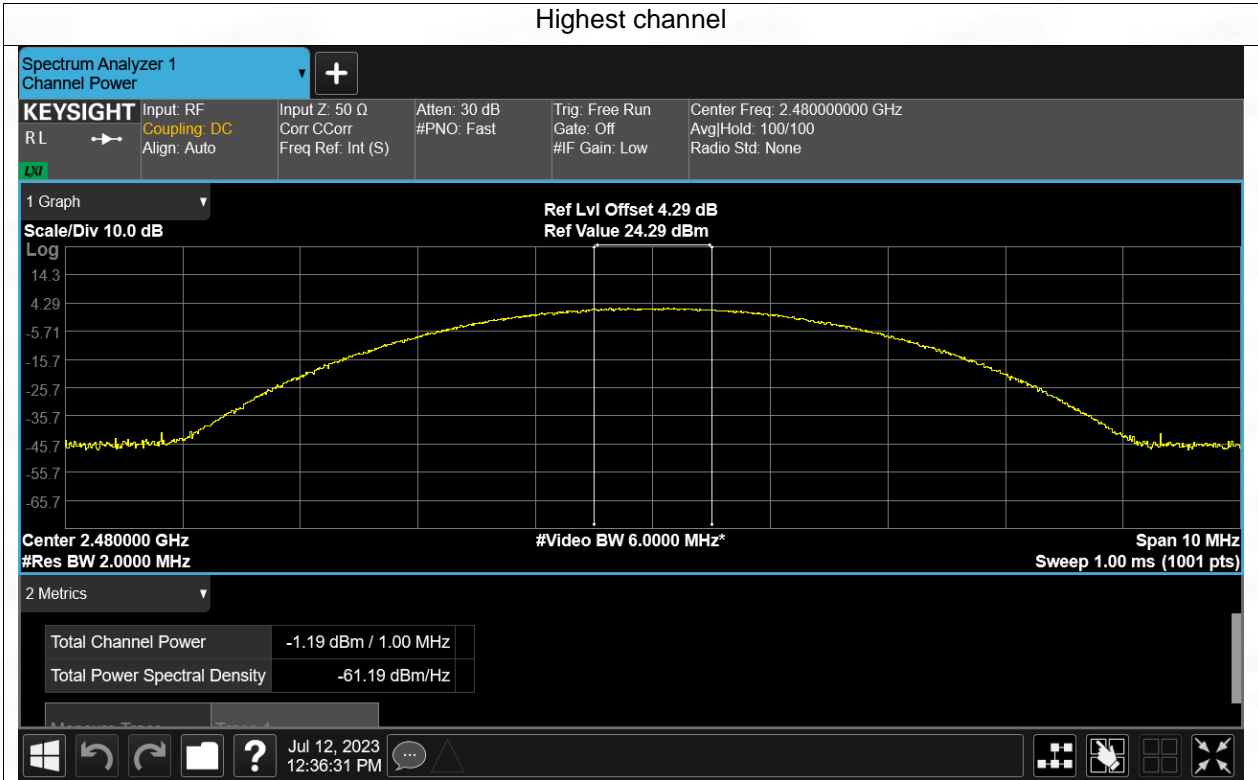 Highest channel
Spectrum Analyzer 1
Channel Power
KEYSIGHT
R L
LXI
Input: RF
Coupling: DC
Align: Auto
Input Z: 50 Ω
Corr CCorr
Freq Ref: Int (S)
Atten: 30 dB
#PNO: Fast
Trig: Free Run
Gate: Off
#IF Gain: Low
Center Freq: 2.480000000 GHz
Avg|Hold: 100/100
Radio Std: None
1 Graph
Scale/Div 10.0 dB
Ref Lvl Offset 4.29 dB
Ref Value 24.29 dBm
Log
14.3
4.29
-5.71
-15.7
-25.7
-35.7
-45.7
-55.7
-65.7
Center 2.480000 GHz
#Res BW 2.0000 MHz
#Video BW 6.0000 MHz*
Span 10 MHz
Sweep 1.00 ms (1001 pts)
2 Metrics
Total Channel Power -1.19 dBm / 1.00 MHz
Total Power Spectral Density -61.19 dBm/Hz
Jul 12, 2023
12:36:31 PM